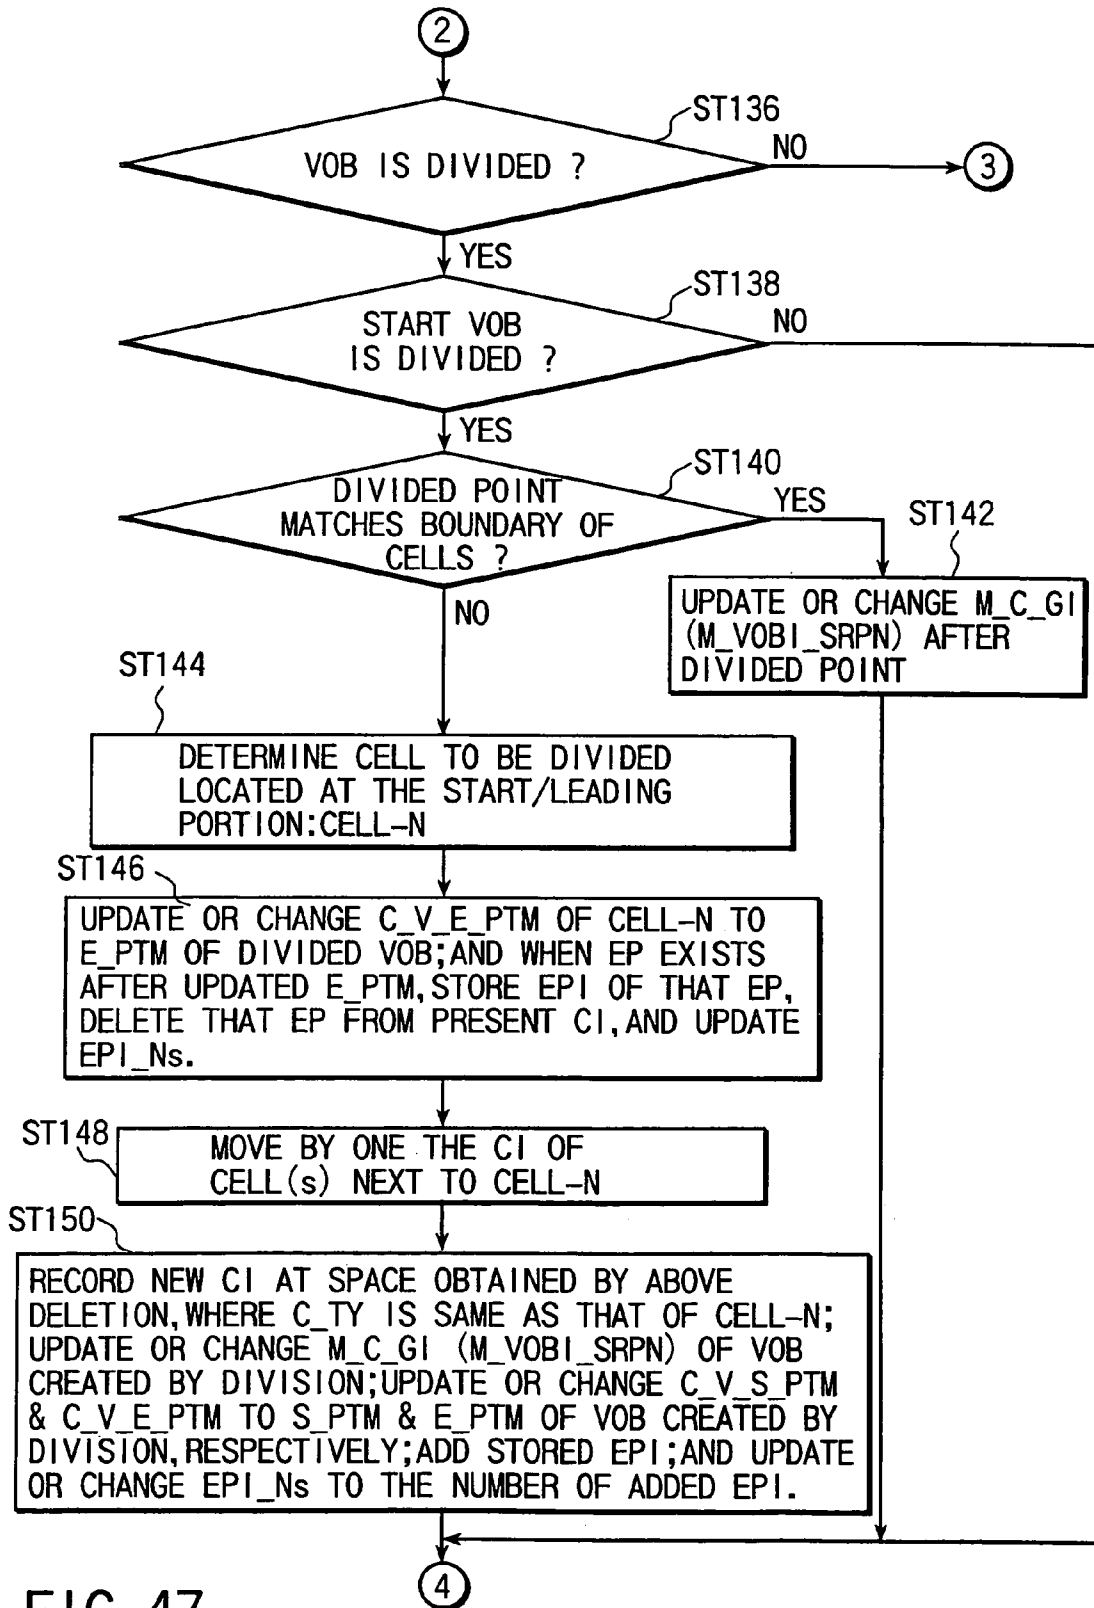 2
ST136
VOB IS DIVIDED ?
NO
3
YES
ST138
START VOB
IS DIVIDED ?
NO
YES
ST140
DIVIDED POINT
MATCHES BOUNDARY OF
CELLS ?
YES
ST142
NO
UPDATE OR CHANGE M_C_GI
(M_VOBI_SRPN) AFTER
DIVIDED POINT
ST144
DETERMINE CELL TO BE DIVIDED
LOCATED AT THE START/LEADING
PORTION:CELL-N
ST146
UPDATE OR CHANGE C_V_E_PTM OF CELL-N TO
E_PTM OF DIVIDED VOB;AND WHEN EP EXISTS
AFTER UPDATED E_PTM,STORE EPI OF THAT EP,
DELETE THAT EP FROM PRESENT CI,AND UPDATE
EPI_Ns.
ST148
MOVE BY ONE THE CI OF
CELL(s) NEXT TO CELL-N
ST150
RECORD NEW CI AT SPACE OBTAINED BY ABOVE
DELETION,WHERE C_TY IS SAME AS THAT OF CELL-N;
UPDATE OR CHANGE M_C_GI (M_VOBI_SRPN) OF VOB
CREATED BY DIVISION;UPDATE OR CHANGE C_V_S_PTM
& C_V_E_PTM TO S_PTM & E_PTM OF VOB CREATED BY
DIVISION,RESPECTIVELY;ADD STORED EPI;AND UPDATE
OR CHANGE EPI_Ns TO THE NUMBER OF ADDED EPI.
4
FIG. 47